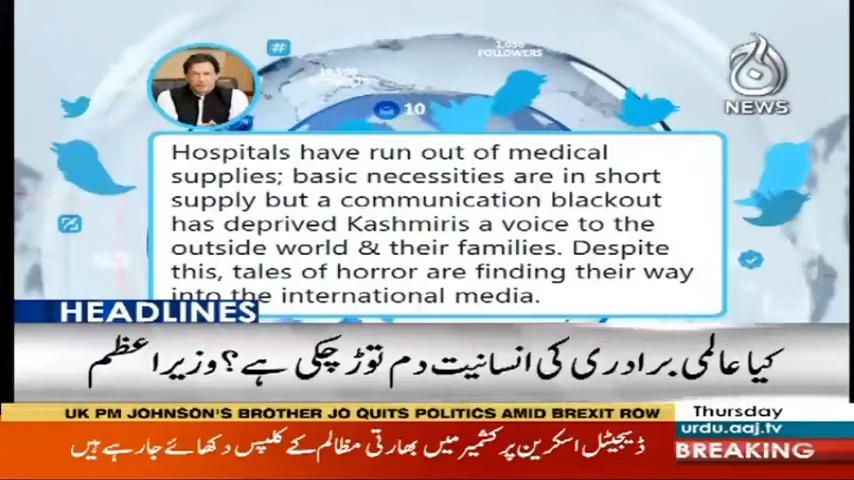 #
1,036
FOLLOWERS
10
آج
NEWS
Hospitals have run out of medical
supplies; basic necessities are in short
supply but a communication blackout
has deprived Kashmiris a voice to the
outside world & their families. Despite
this, tales of horror are finding their way
into the international media.
HEADLINES
کیا عالمی برادری کی انسانیت دم توڑ چکی ہے؟ وزیراعظم
UK PM JOHNSON'S BROTHER JO QUITS POLITICS AMID BREXIT ROW
Thursday
urdu.aaj.tv
ڈیجیٹل اسکرین پر کشمیر میں بھارتی مظالم کے کلپس دکھائے جارہے ہیں
BREAKING